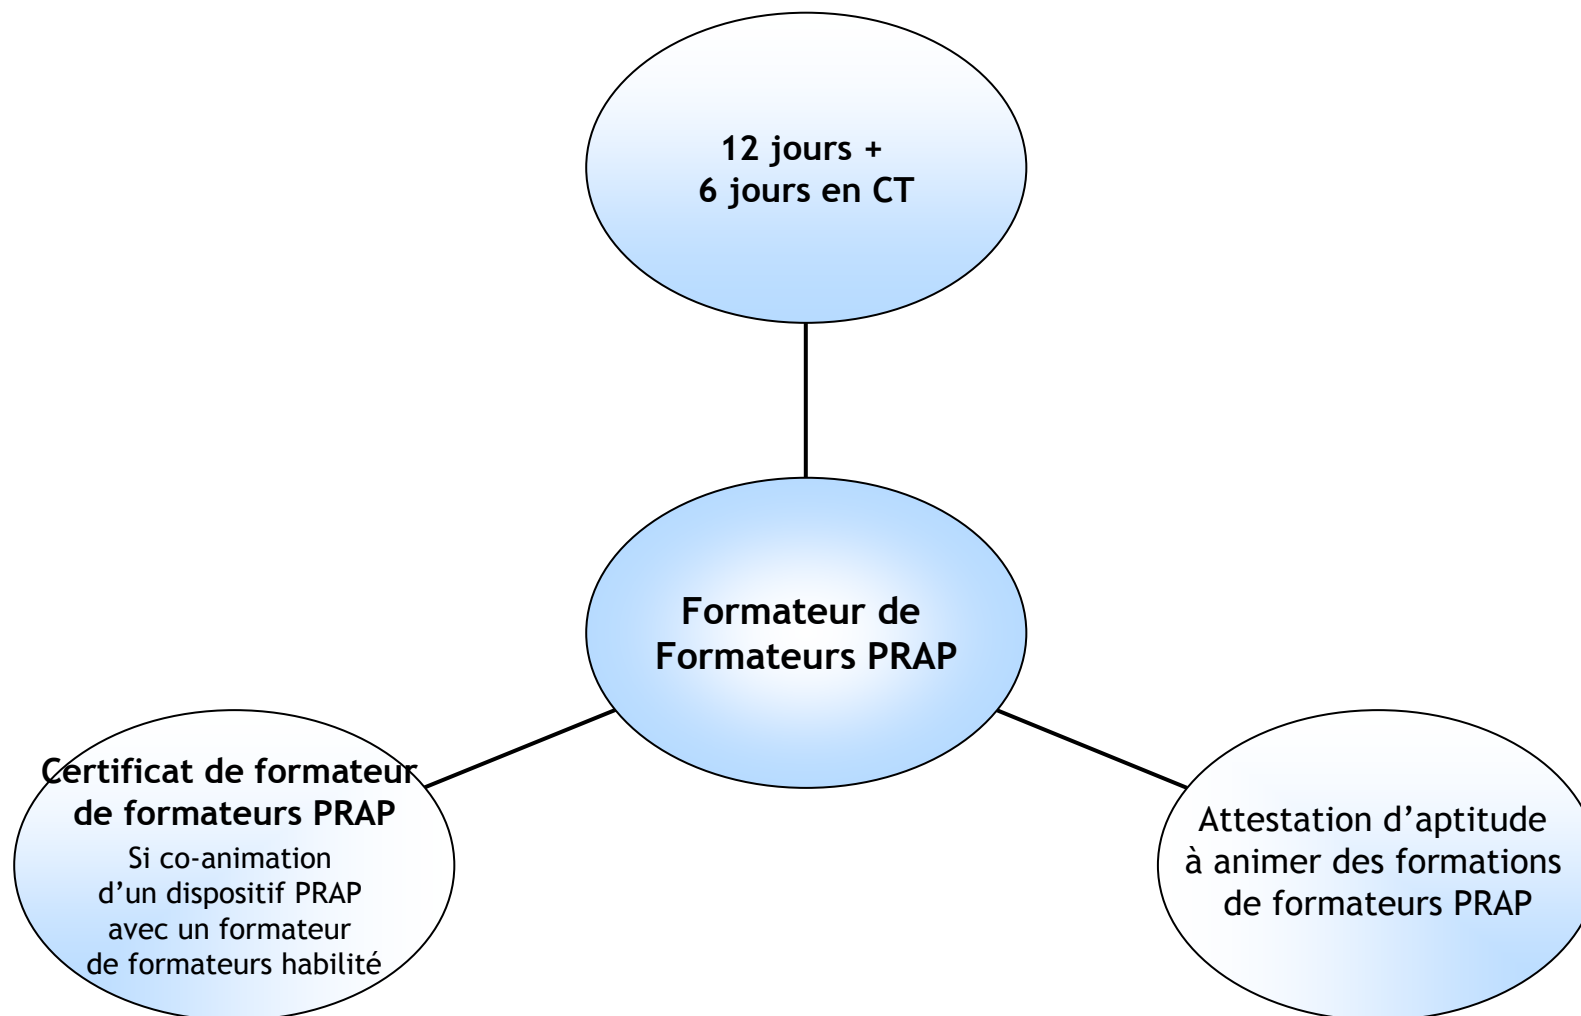 12 jours +
6 jours en CT
Formateur de
Formateurs PRAP
Certificat de formateur
de formateurs PRAP
Si co-animation
d’un dispositif PRAP
avec un formateur
de formateurs habilité
Attestation d’aptitude
à animer des formations
de formateurs PRAP